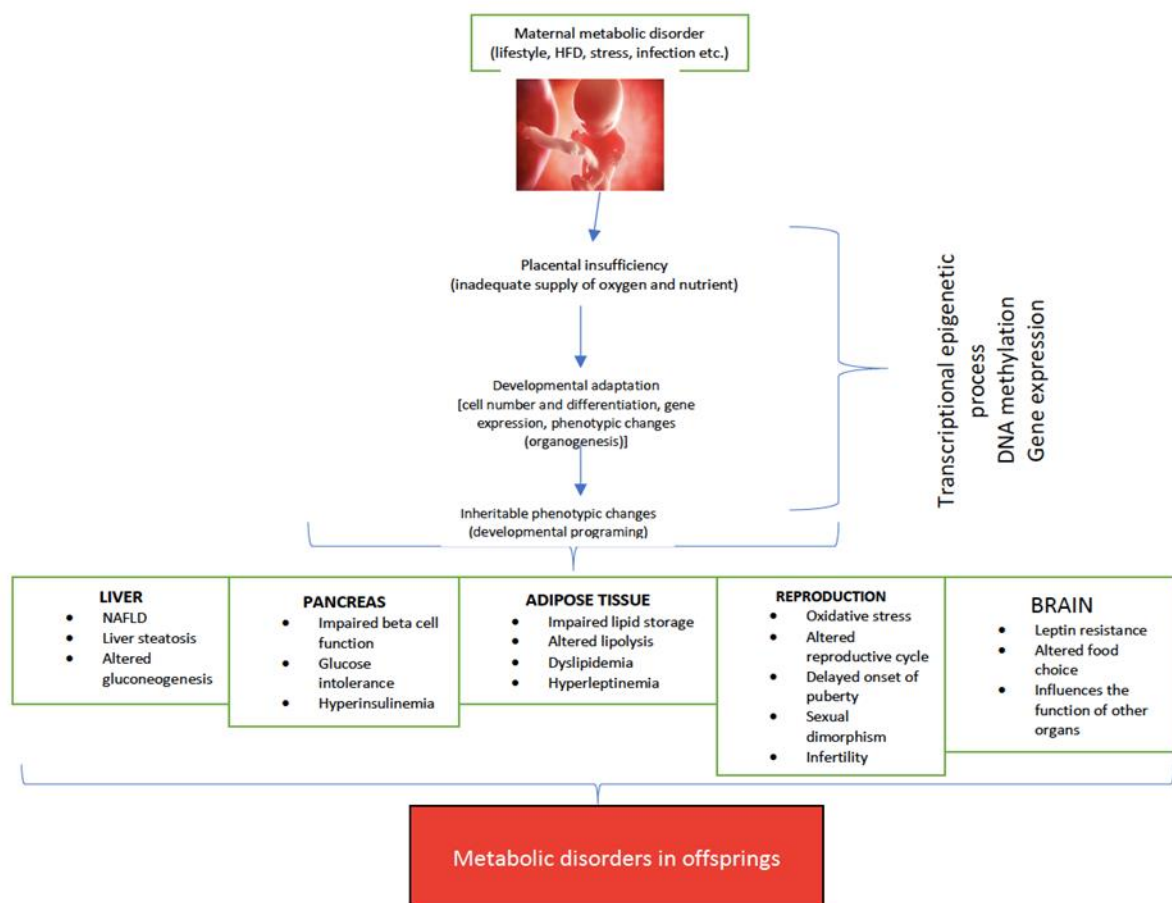 Maternal metabolic disorder
(lifestyle, HFD, stress, infection etc.)
Placental insufficiency
(inadequate supply of oxygen and nutrient)
Developmental adaptation
[cell number and differentiation, gene
expression, phenotypic changes
(organogenesis)]
Inheritable phenotypic changes
(developmental programing)
Transcriptional epigenetic
process
DNA methylation
Gene expression
LIVER
• NAFLD
• Liver steatosis
• Altered
gluconeogenesis
PANCREAS
• Impaired beta cell
function
• Glucose
intolerance
• Hyperinsulinemia
ADIPOSE TISSUE
• Impaired lipid storage
• Altered lipolysis
• Dyslipidemia
• Hyperleptinemia
REPRODUCTION
• Oxidative stress
• Altered
reproductive cycle
• Delayed onset of
puberty
• Sexual
dimorphism
• Infertility
BRAIN
• Leptin resistance
• Altered food
choice
• Influences the
function of other
organs
Metabolic disorders in offsprings